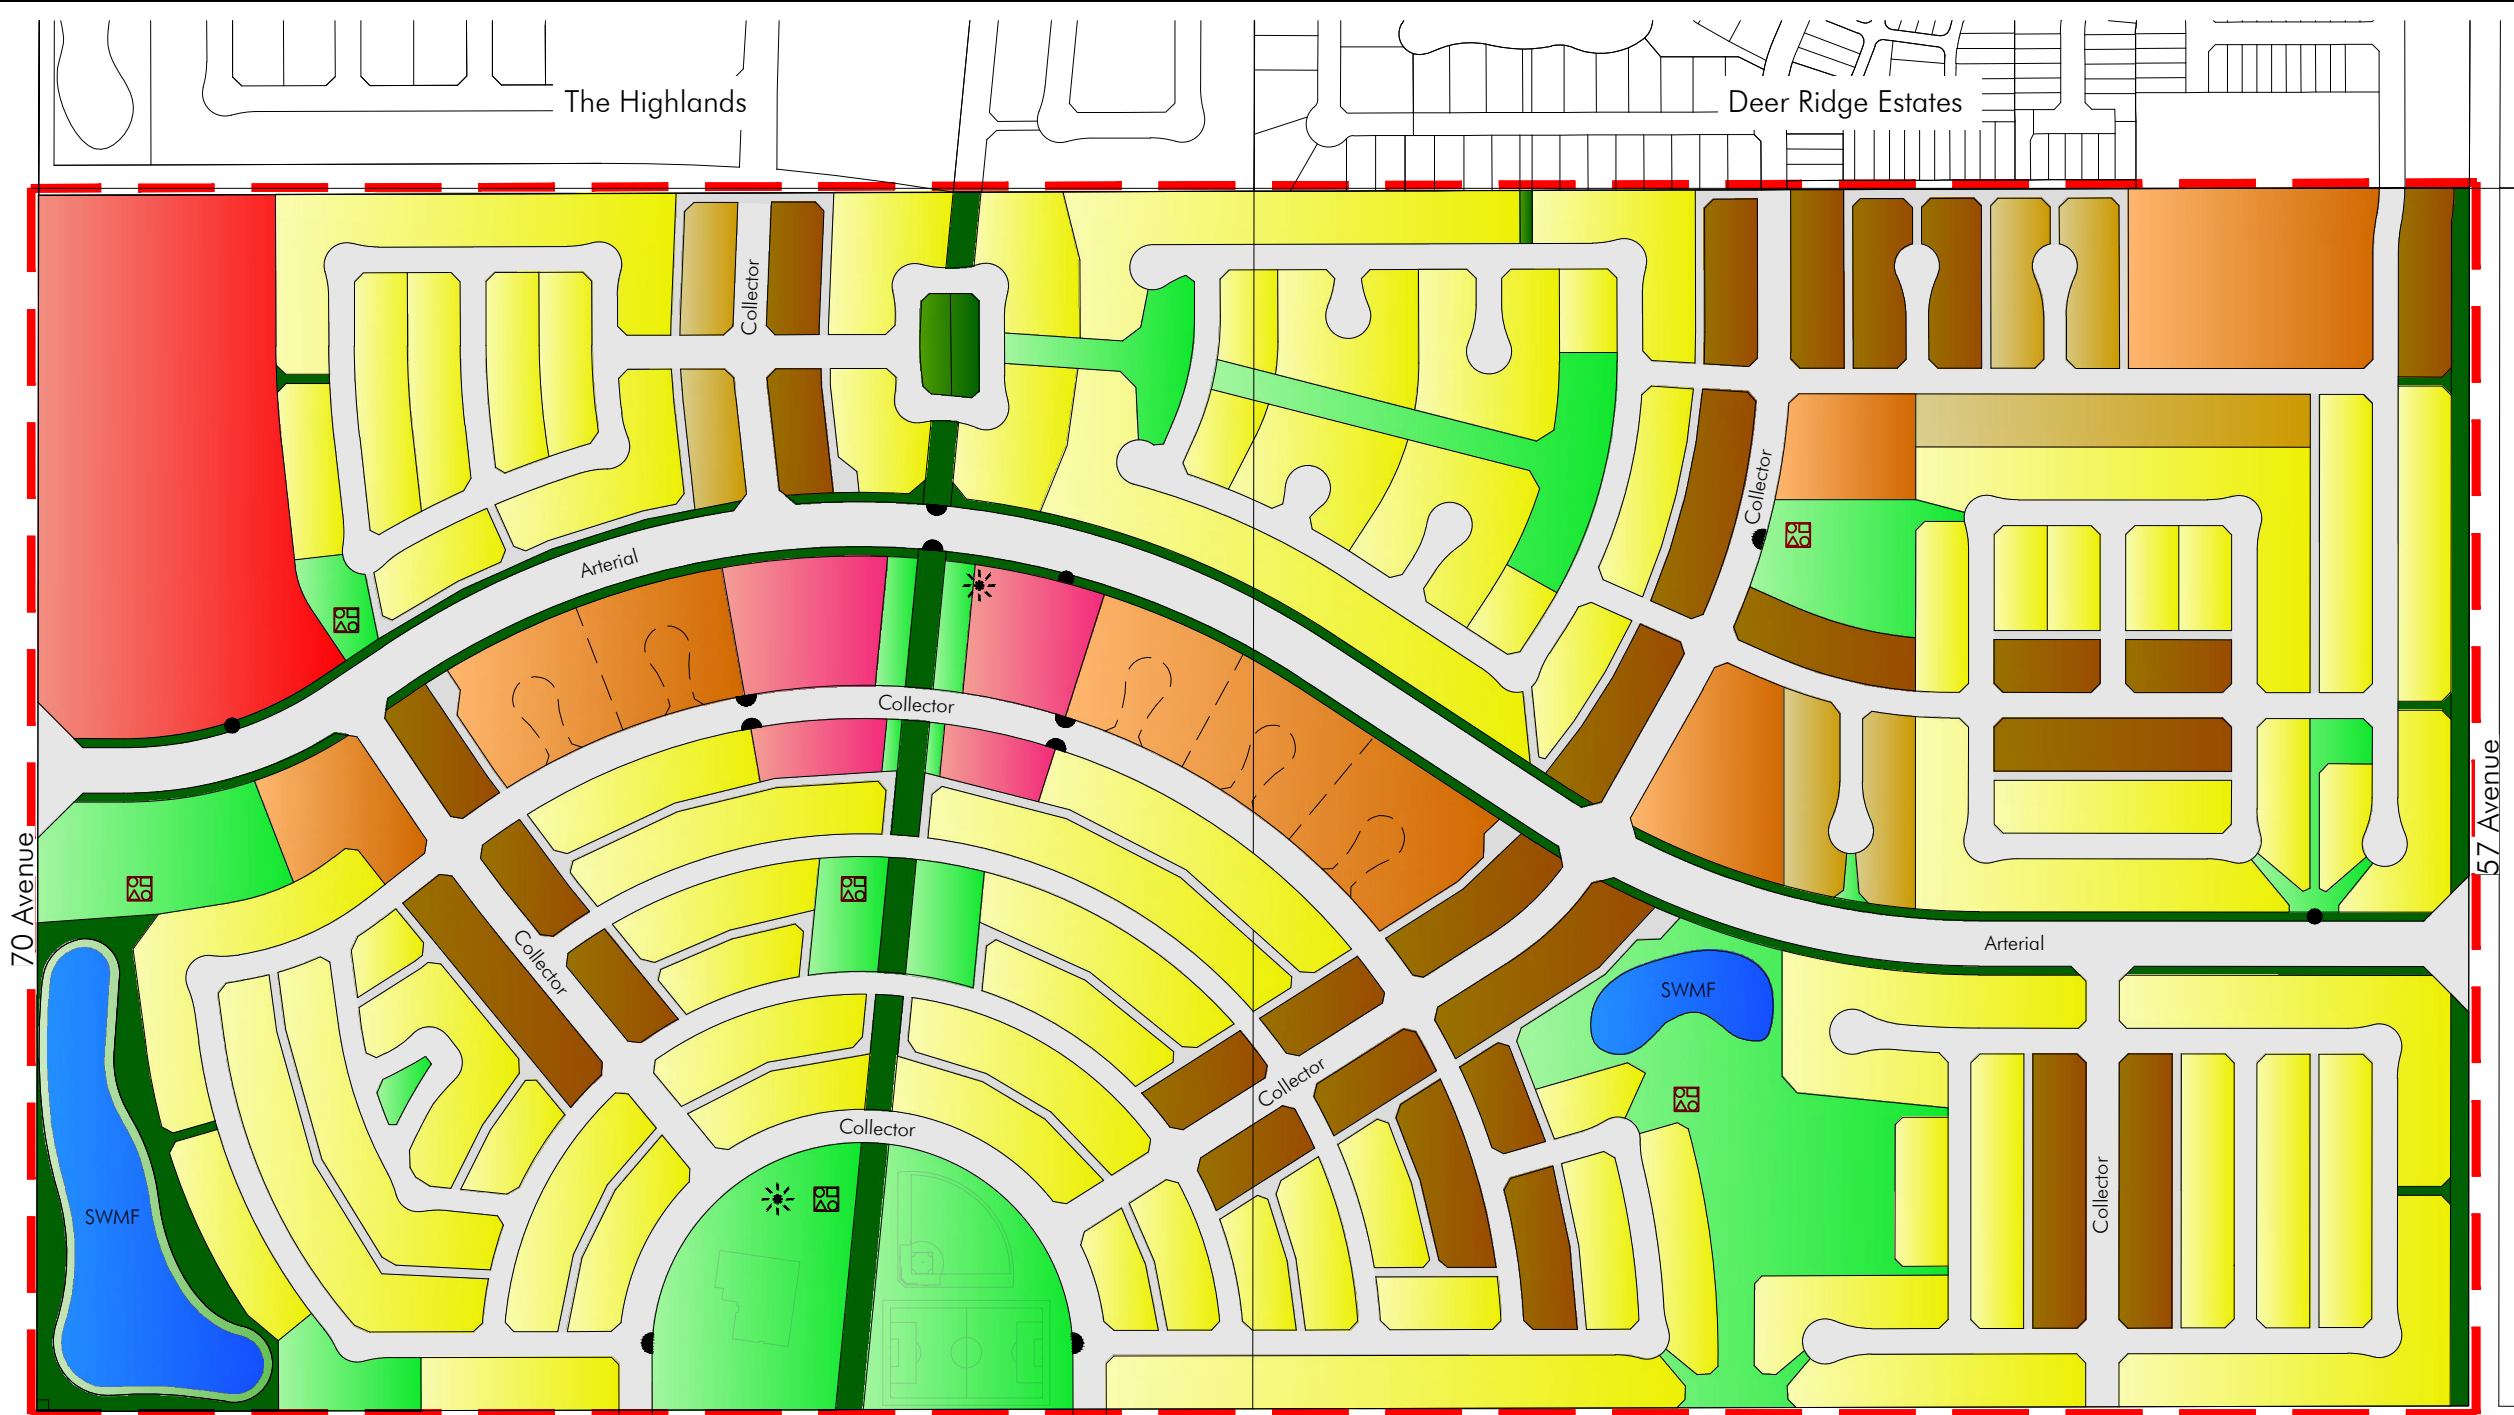 The Highlands
Deer Ridge Estates
Collector
Collector
Arterial
Collector
70 Avenue
57 Avenue
Collector
Arterial
SWMF
Collector
Collector
Collector
SWMF